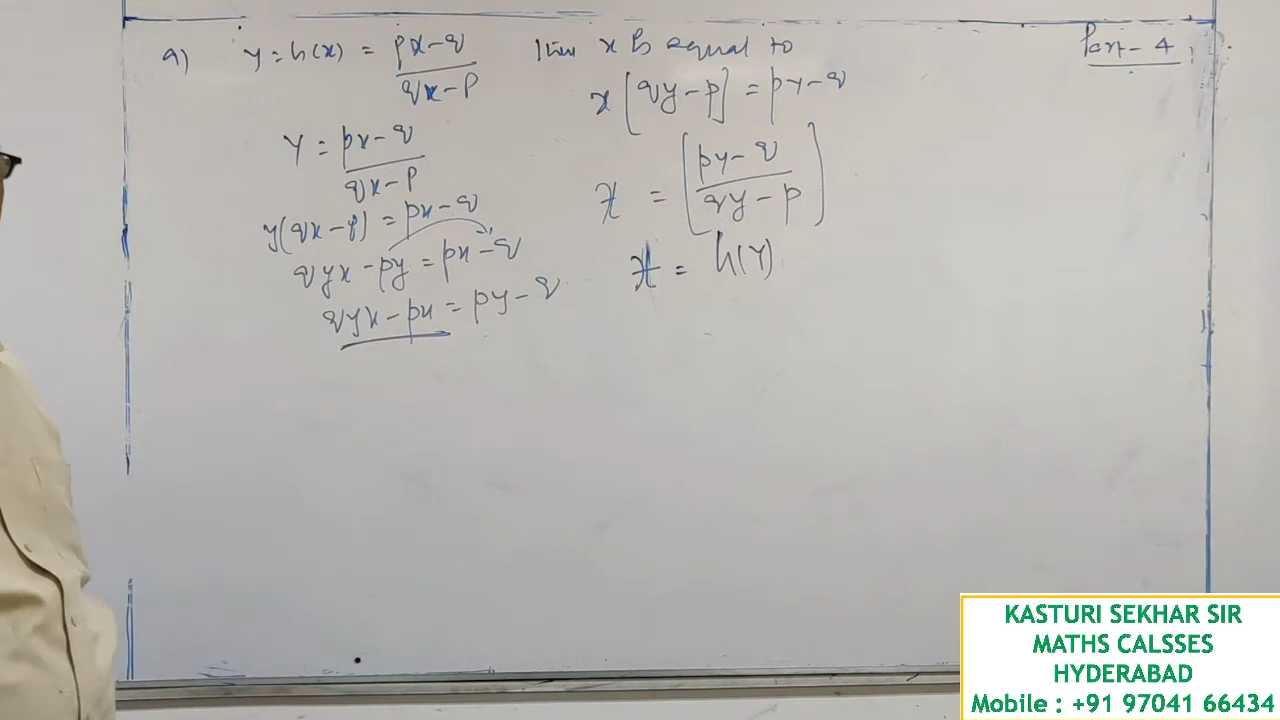 9) y = h(x) = px-q / qx-p then x is equal to
Part-4
y = px-q / qx-p
y(qx-p) = px-q
qyx - py = px - q
qyx - px = py - q
x[qy-p] = py-q
x = [py-q / qy-p]
x = h(y)
KASTURI SEKHAR SIR
MATHS CALSSES
HYDERABAD
Mobile : +91 97041 66434